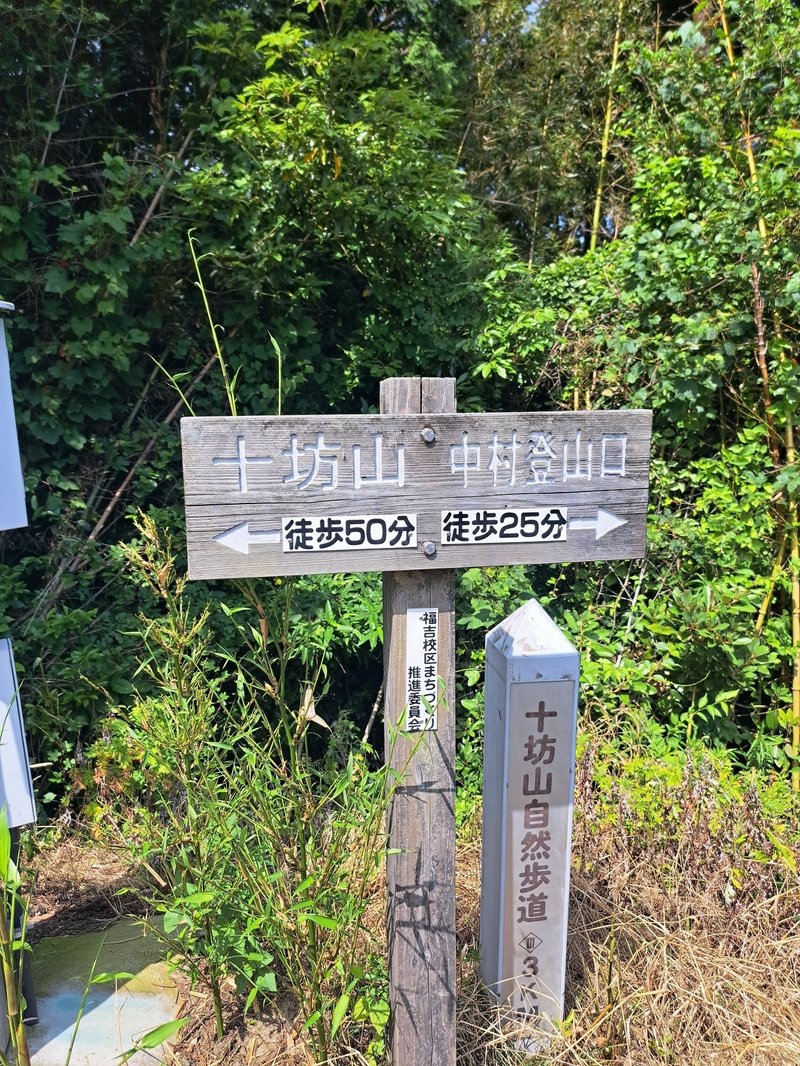 十坊山
中村登山口
徒歩50分
徒歩25分
福吉校区まちづくり
推進委員会
十坊山自然歩道